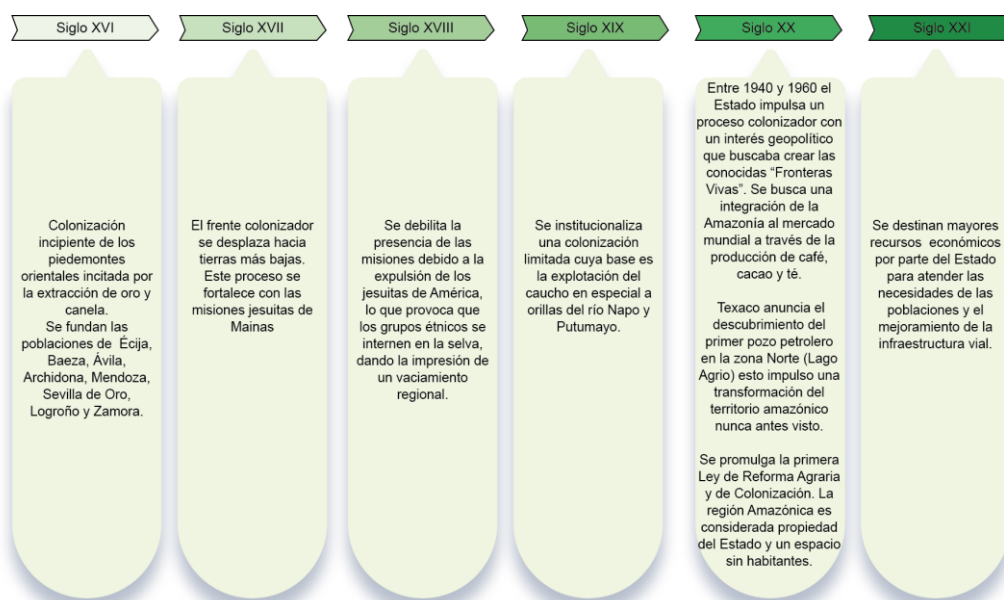 Siglo XVI
Siglo XVII
Siglo XVIII
Siglo XIX
Siglo XX
Siglo XXI
Colonización
incipiente de los
piedemontes
orientales incitada por
la extracción de oro y
canela.
Se fundan las
poblaciones de Écija,
Baeza, Ávila,
Archidona, Mendoza,
Sevilla de Oro,
Logroño y Zamora.
El frente colonizador
se desplaza hacia
tierras más bajas.
Este proceso se
fortalece con las
misiones jesuitas de
Mainas
Se debilita la
presencia de las
misiones debido a la
expulsión de los
jesuitas de América,
lo que provoca que
los grupos étnicos se
internen en la selva,
dando la impresión de
un vaciamiento
regional.
Se institucionaliza
una colonización
limitada cuya base es
la explotación del
caucho en especial a
orillas del río Napo y
Putumayo.
Entre 1940 y 1960 el
Estado impulsa un
proceso colonizador con
un interés geopolítico
que buscaba crear las
conocidas “Fronteras
Vivas”. Se busca una
integración de la
Amazonía al mercado
mundial a través de la
producción de café,
cacao y té.
Texaco anuncia el
descubrimiento del
primer pozo petrolero
en la zona Norte (Lago
Agrio) esto impulso una
transformación del
territorio amazónico
nunca antes visto.
Se promulga la primera
Ley de Reforma Agraria
y de Colonización. La
región Amazónica es
considerada propiedad
del Estado y un espacio
sin habitantes.
Se destinan mayores
recursos económicos
por parte del Estado
para atender las
necesidades de las
poblaciones y el
mejoramiento de la
infraestructura vial.